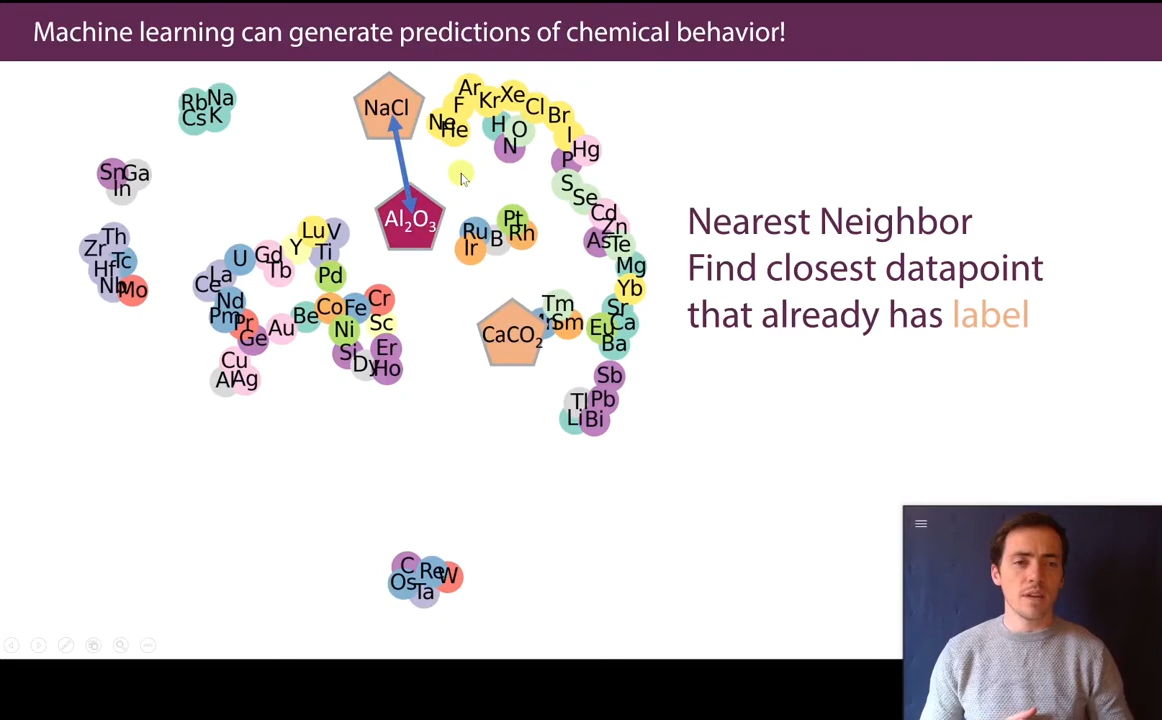 Machine learning can generate predictions of chemical behavior!
Rb Na
Cs K
NaCl
Ar
F Kr Xe Cl Br
Ne He H O I
N P Hg
Sn Ga
In
S
Se
Al₂O₃
Cd
Zn
Ru B Pt Rh
Ir
As Te
Th
Zr Tc
Hf
Nb Mo
Lu V
Y Ti
U Gd Tb
La
Ce
Pd
Mg
Yb
Nd
Pm Pr
Ge
Au Be Co Fe Cr
Ni Sc
Si Er
Dy Ho
Tm
CaCO₂ Sm
Sr
Eu Ca
Ba
Cu
Al Ag
Sb
Tl Pb
Li Bi
C Re W
Os Ta
Nearest Neighbor
Find closest datapoint
that already has label